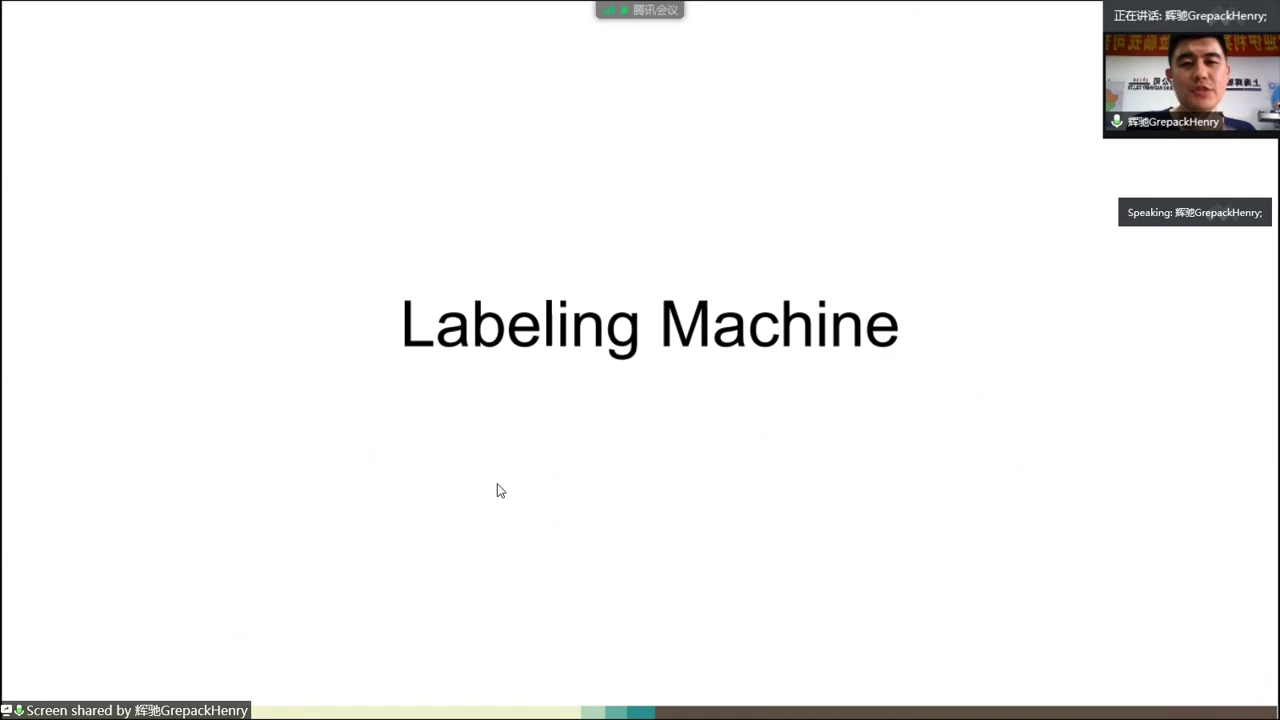 腾讯会议
正在讲话: 辉驰GrepackHenry;
辉驰GrepackHenry
Speaking: 辉驰GrepackHenry;
Labeling Machine
Screen shared by 辉驰GrepackHenry